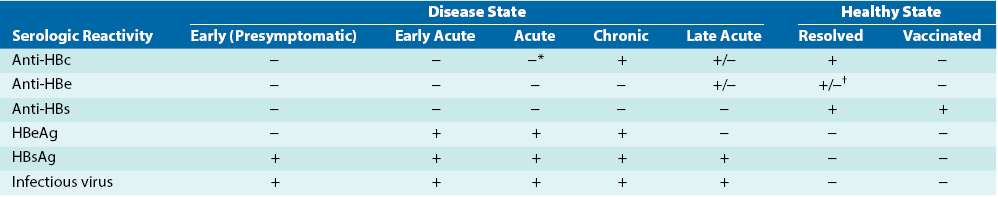 Disease State Healthy State
Serologic Reactivity Early (Presymptomatic) Early Acute Acute Chronic Late Acute Resolved Vaccinated
Anti-HBc − − −* + +/− + −
Anti-HBe − − − − +/− +/−† −
Anti-HBs − − − − − + +
HBeAg − + + + − − −
HBsAg + + + + + − −
Infectious virus + + + + + − −